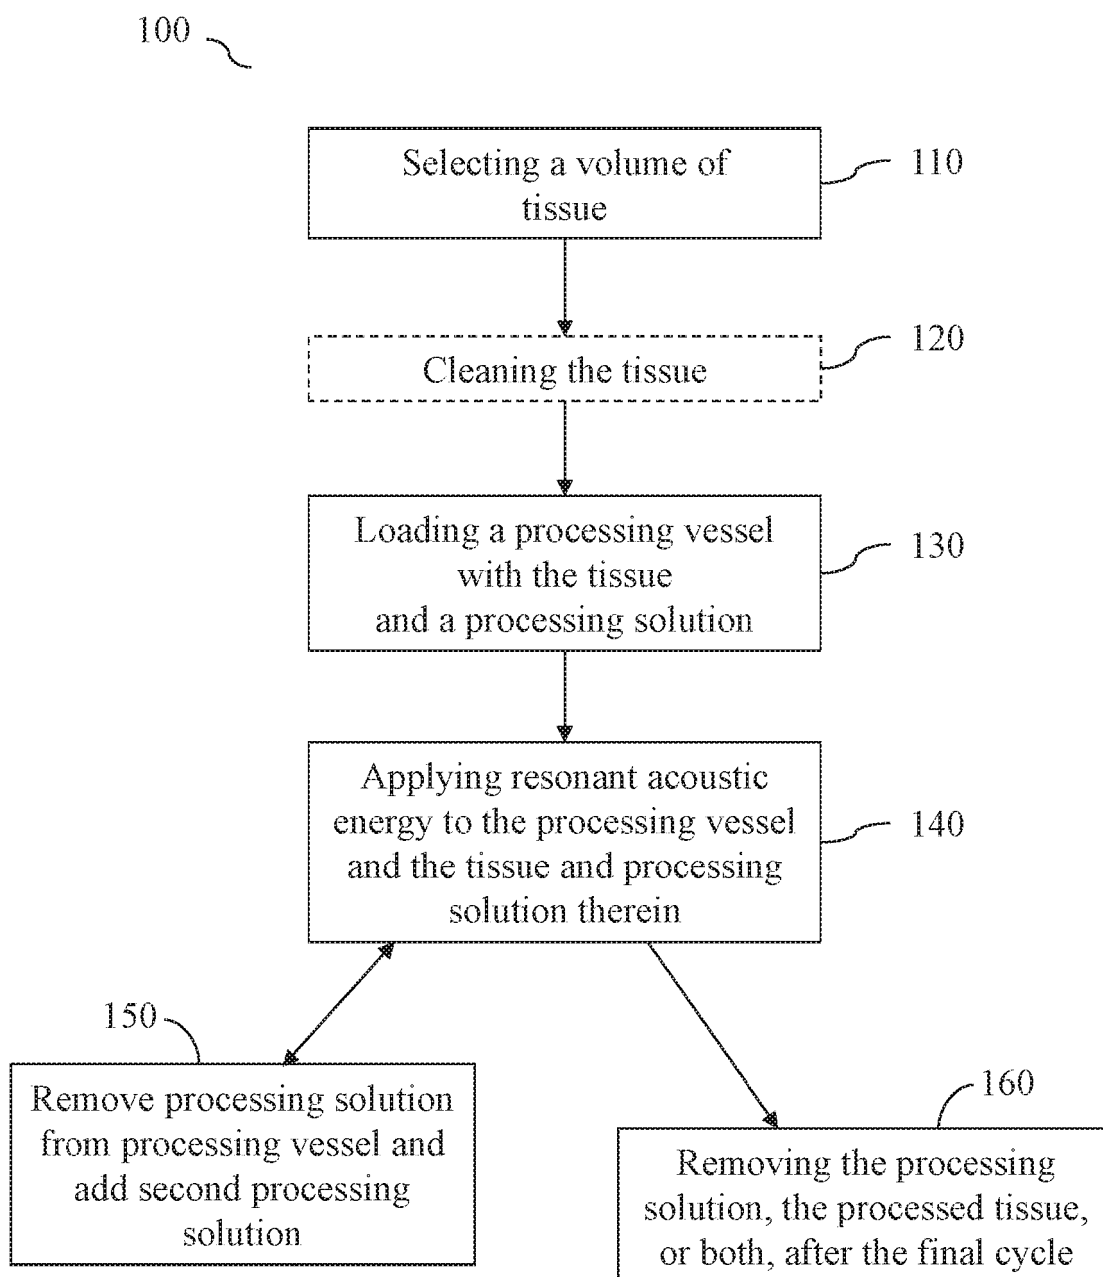 100
Selecting a volume of
tissue
110
Cleaning the tissue
120
Loading a processing vessel
with the tissue
and a processing solution
130
Applying resonant acoustic
energy to the processing vessel
and the tissue and processing
solution therein
140
150
Remove processing solution
from processing vessel and
add second processing
solution
160
Removing the processing
solution, the processed tissue,
or both, after the final cycle